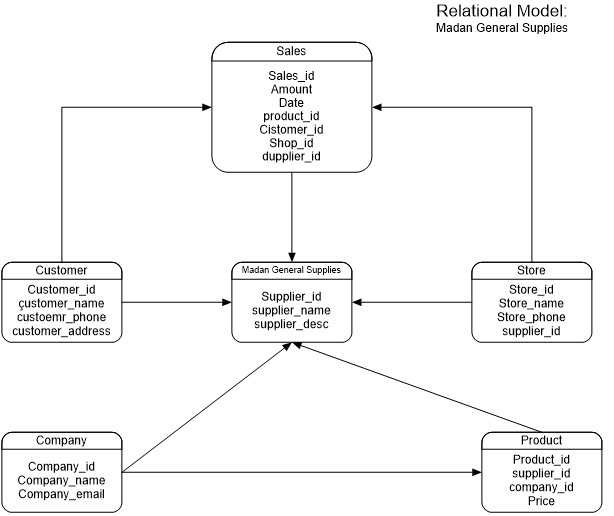 Relational Model:
Madan General Supplies
Sales
Sales_id
Amount
Date
product_id
Cistomer_id
Shop_id
dupplier_id
Customer
Customer_id
çustomer_name
custoemr_phone
customer_address
Madan General Supplies
Supplier_id
supplier_name
supplier_desc
Store
Store_id
Store_name
Store_phone
supplier_id
Company
Company_id
Company_name
Company_email
Product
Product_id
supplier_id
company_id
Price